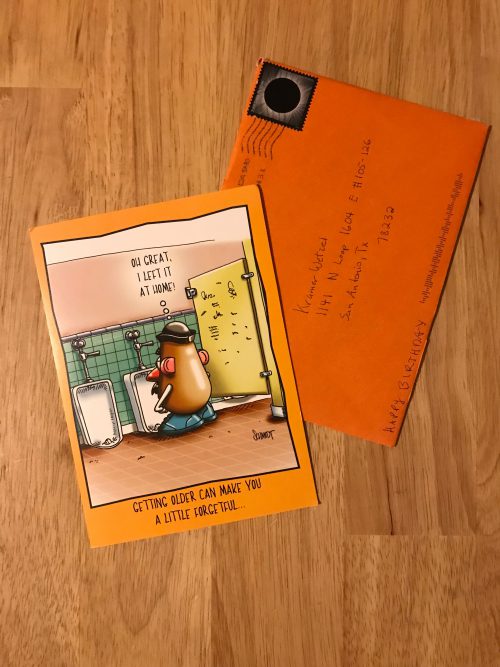 OH GREAT,
I LEFT IT
AT HOME!
SCHMIDT
GETTING OLDER CAN MAKE YOU
A LITTLE FORGETFUL...
Kramer Wetzel
1141 N Loop 1604 E #105-126
San Antonio, Tx
78232
HAPPY BIRTHDAY